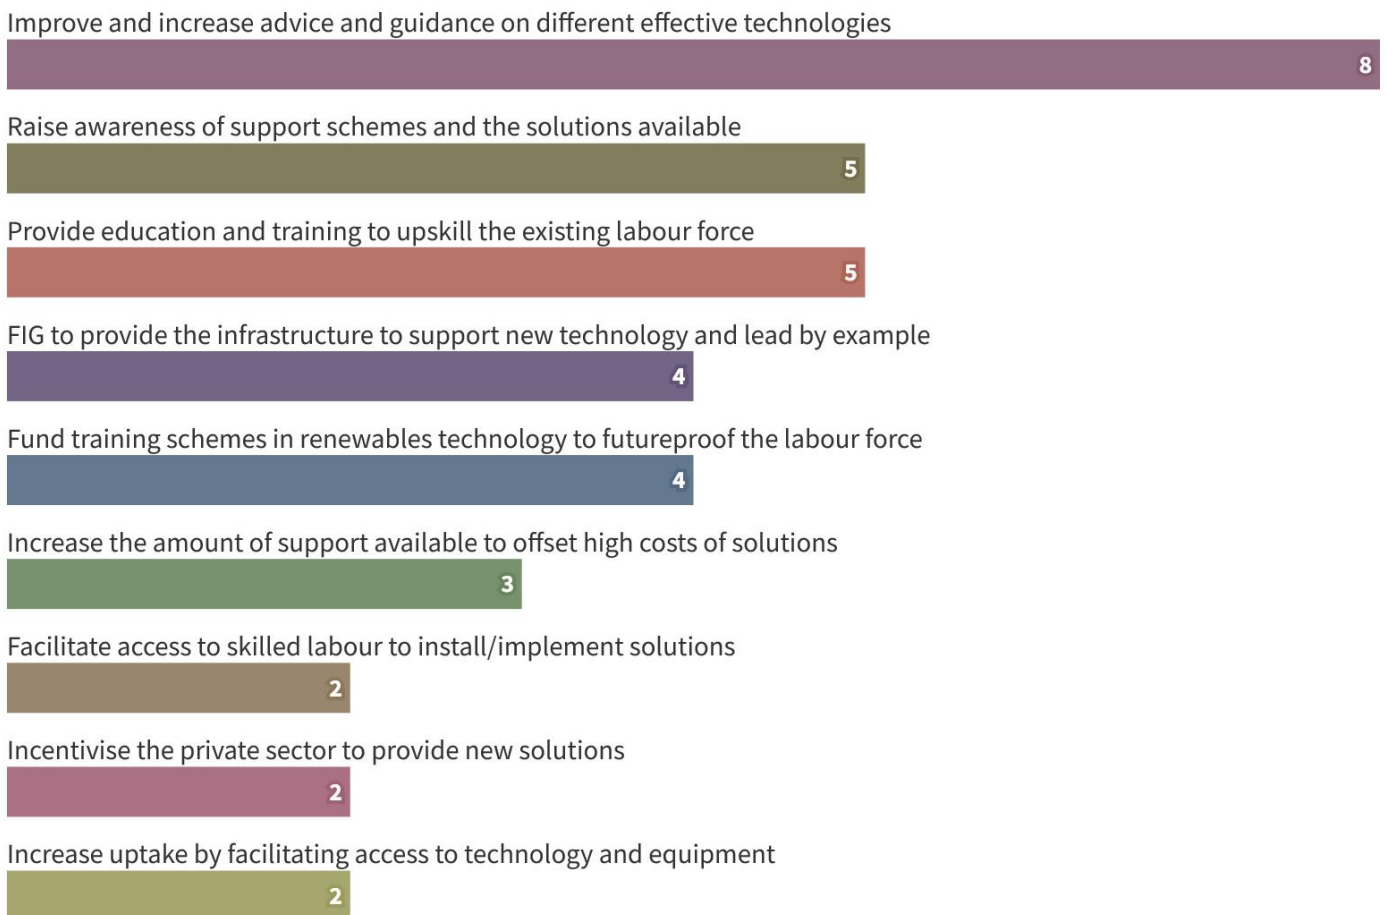 Improve and increase advice and guidance on different effective technologies
8
Raise awareness of support schemes and the solutions available
5
Provide education and training to upskill the existing labour force
5
FIG to provide the infrastructure to support new technology and lead by example
4
Fund training schemes in renewables technology to futureproof the labour force
4
Increase the amount of support available to offset high costs of solutions
3
Facilitate access to skilled labour to install/implement solutions
2
Incentivise the private sector to provide new solutions
2
Increase uptake by facilitating access to technology and equipment
2